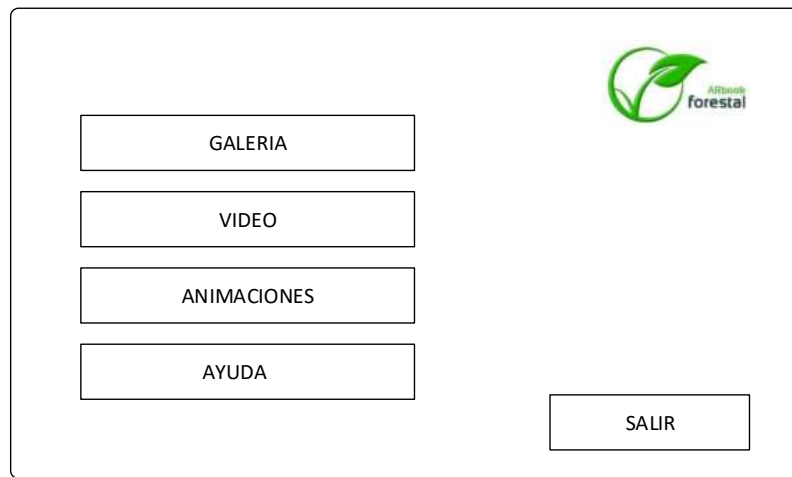 ARbook
forestal
GALERIA
VIDEO
ANIMACIONES
AYUDA
SALIR